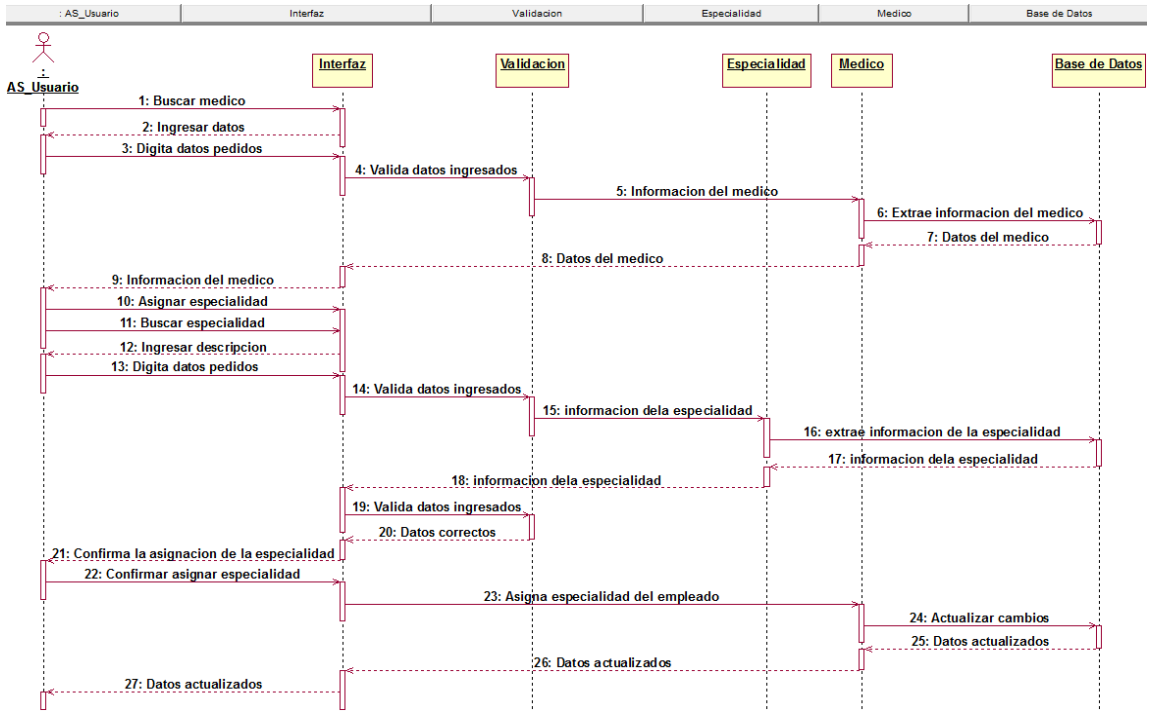 : AS_Usuario
Interfaz
Validacion
Especialidad
Medico
Base de Datos
:
AS_Usuario
Interfaz
Validacion
Especialidad
Medico
Base de Datos
1: Buscar medico
2: Ingresar datos
3: Digita datos pedidos
4: Valida datos ingresados
5: Informacion del medico
6: Extrae informacion del medico
7: Datos del medico
8: Datos del medico
9: Informacion del medico
10: Asignar especialidad
11: Buscar especialidad
12: Ingresar descripcion
13: Digita datos pedidos
14: Valida datos ingresados
15: informacion dela especialidad
16: extrae informacion de la especialidad
17: informacion dela especialidad
18: informacion dela especialidad
19: Valida datos ingresados
20: Datos correctos
21: Confirma la asignacion de la especialidad
22: Confirmar asignar especialidad
23: Asigna especialidad del empleado
24: Actualizar cambios
25: Datos actualizados
26: Datos actualizados
27: Datos actualizados